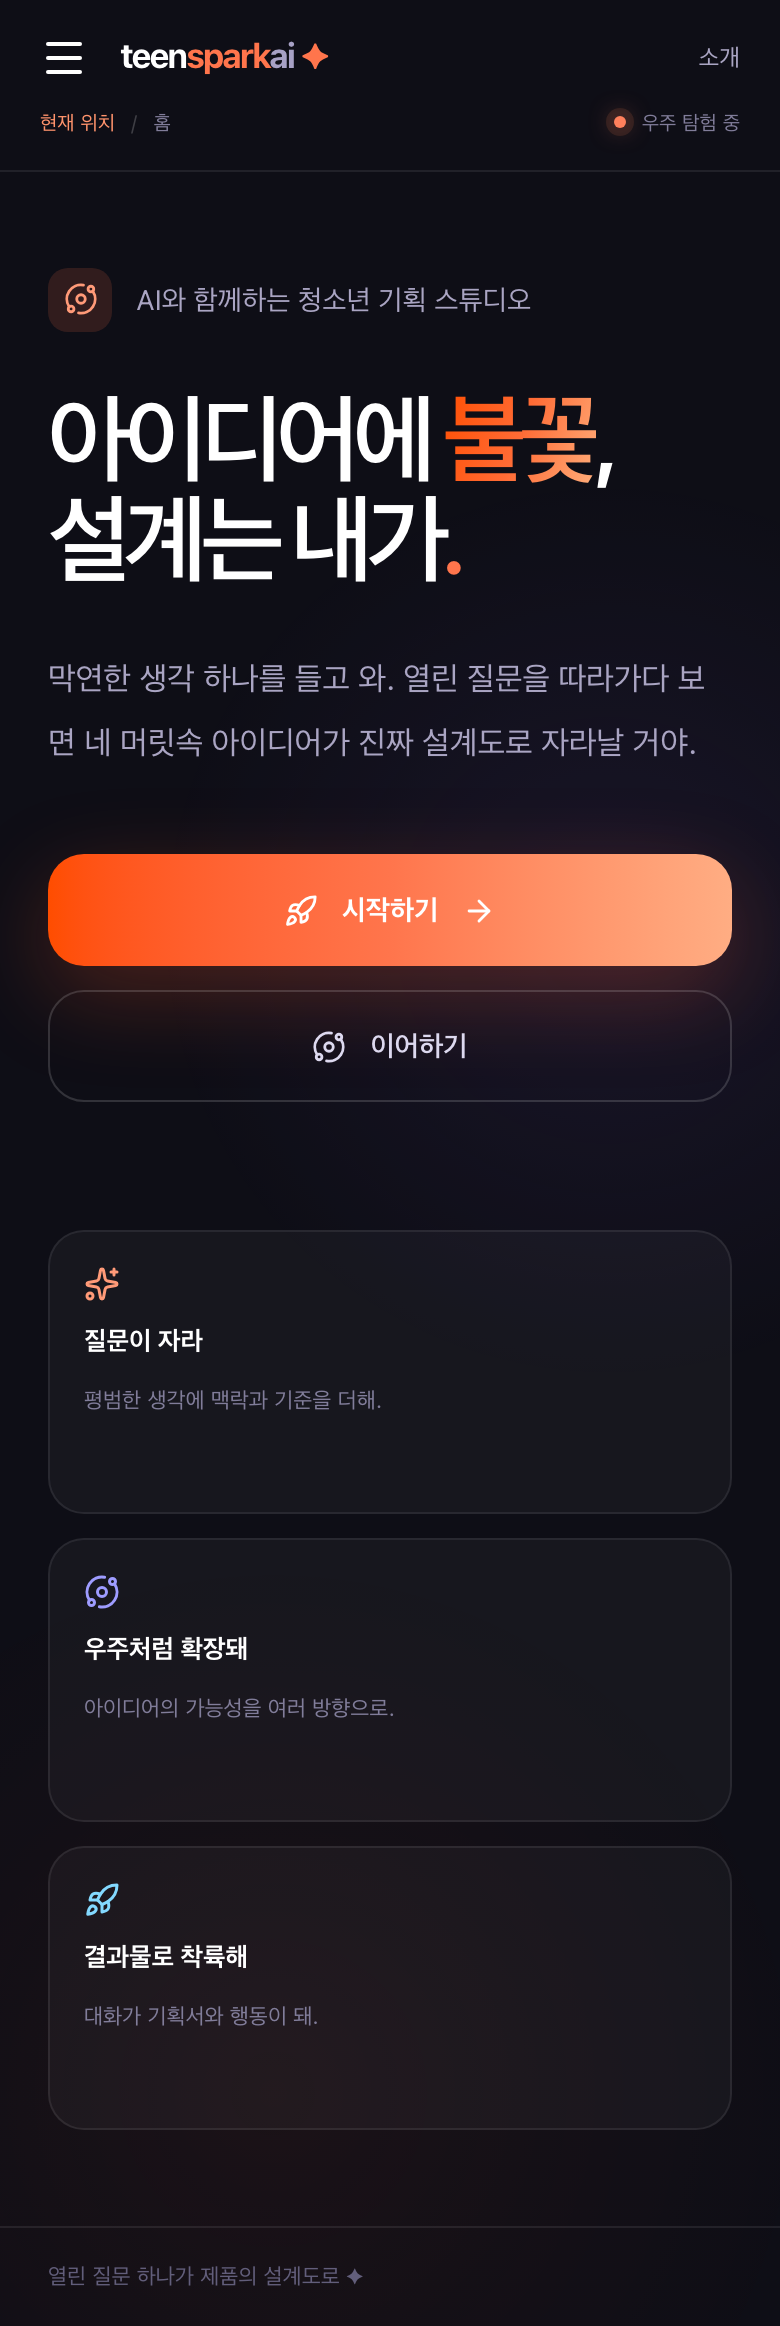 teensparkai
소개
현재 위치 / 홈
우주 탐험 중
AI와 함께하는 청소년 기획 스튜디오
아이디어에 불꽃,
설계는 내가.
막연한 생각 하나를 들고 와. 열린 질문을 따라가다 보
면 네 머릿속 아이디어가 진짜 설계도로 자라날 거야.
시작하기 →
이어하기
질문이 자라
평범한 생각에 맥락과 기준을 더해.
우주처럼 확장돼
아이디어의 가능성을 여러 방향으로.
결과물로 착륙해
대화가 기획서와 행동이 돼.
열린 질문 하나가 제품의 설계도로 ✦